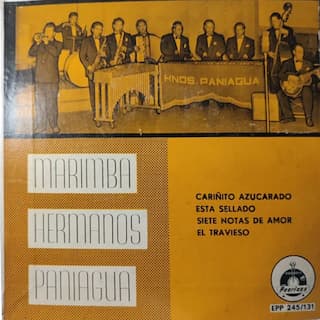 HNOS. PANIAGUA
MARIMBA
HERMANOS
PANIAGUA
CARIÑITO AZUCARADO
ESTA SELLADO
SIETE NOTAS DE AMOR
EL TRAVIESO
Peerless
EPP 245/131